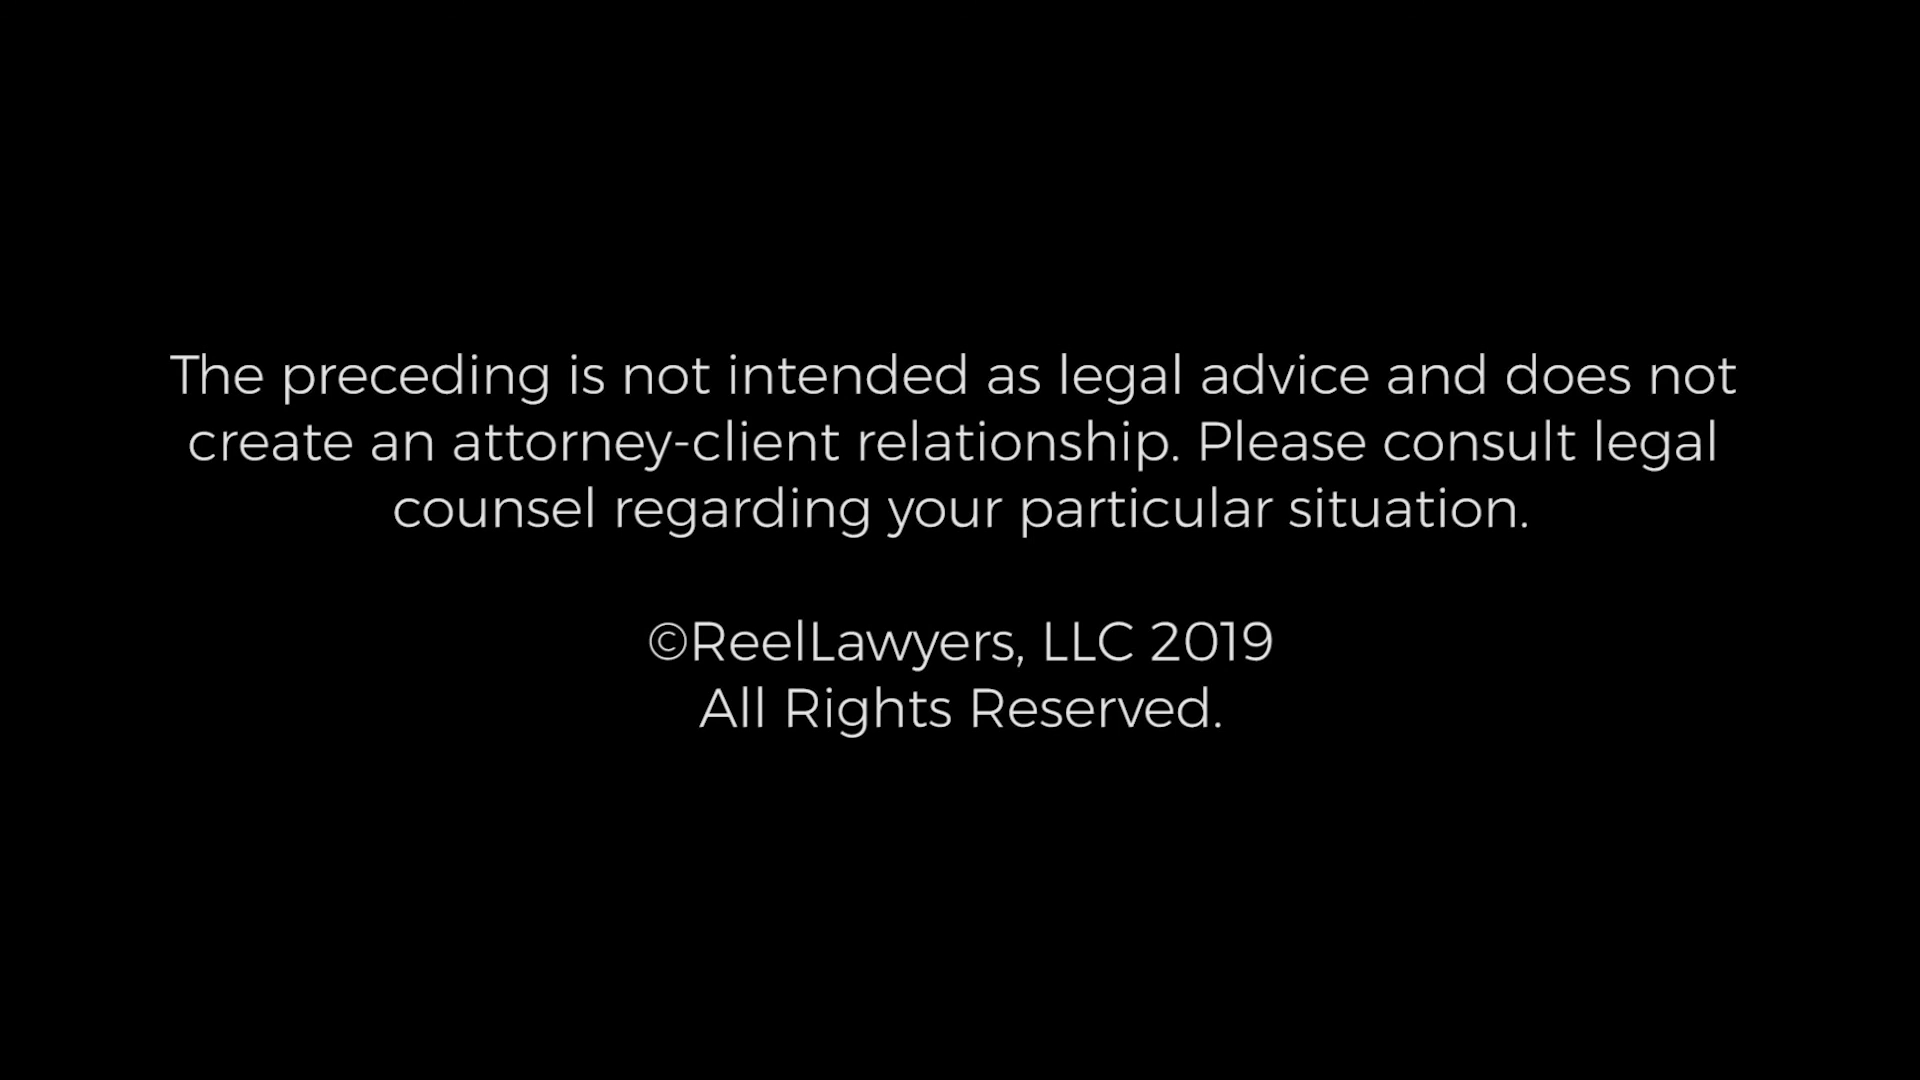 The preceding is not intended as legal advice and does not
create an attorney-client relationship. Please consult legal
counsel regarding your particular situation.
©ReelLawyers, LLC 2019
All Rights Reserved.